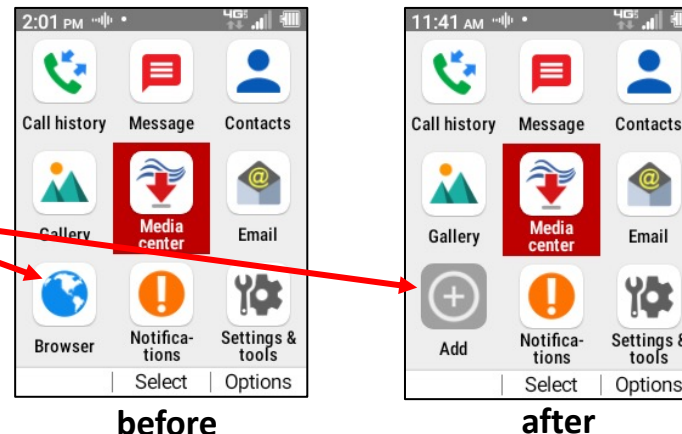 2:01 PM 4G
Call history Message Contacts
Gallery Media center Email
Browser Notifica-tions Settings & tools
Select Options
before
11:41 AM 4G
Call history Message Contacts
Gallery Media center Email
Add Notifica-tions Settings & tools
Select Options
after